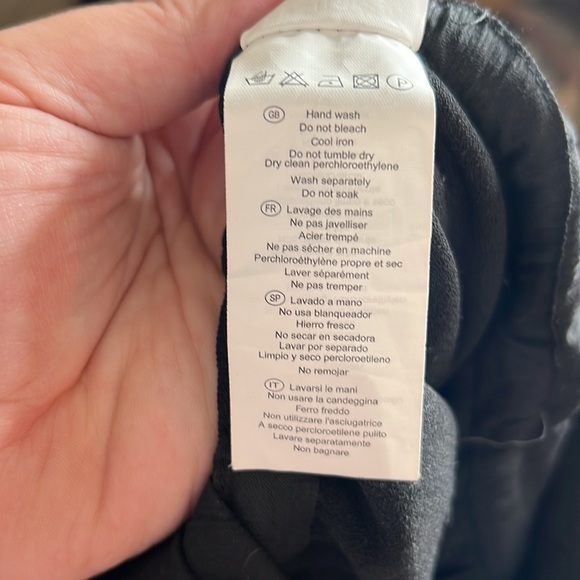 P
GB Hand wash
Do not bleach
Cool iron
Do not tumble dry
Dry clean perchloroethylene
Wash separately
Do not soak
FR Lavage des mains
Ne pas javelliser
Acier trempé
Ne pas sêcher en machine
Perchloroéthylène propre et sec
Laver séparément
Ne pas tremper
SP Lavado a mano
No usa blanqueador
Hierro fresco
No secar en secadora
Lavar por separado
Limpio y seco percloroetileno
No remojar
IT Lavarsi le mani
Non usare la candeggina
Ferro freddo
Non utilizzare l'asciugatrice
A secco percloroetilene pulito
Lavare separatamente
Non bagnare